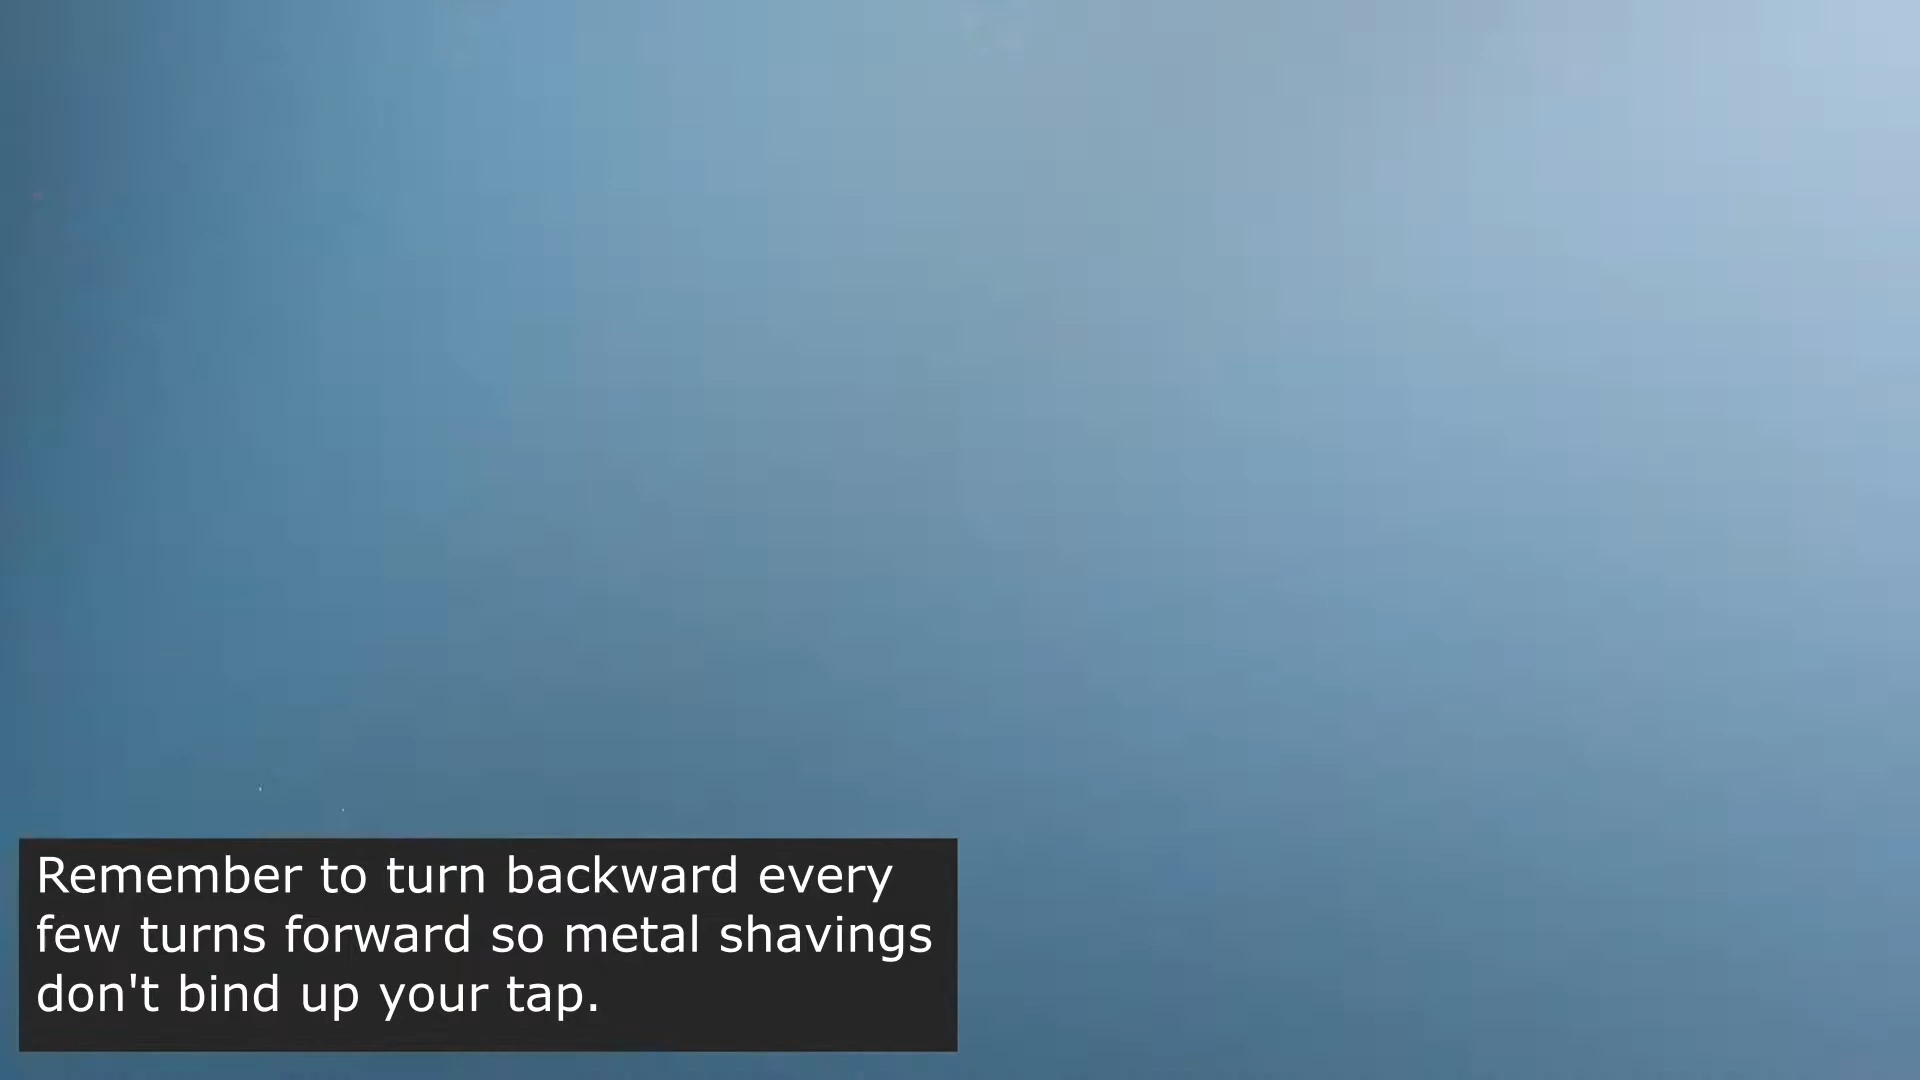 Remember to turn backward every
few turns forward so metal shavings
don't bind up your tap.